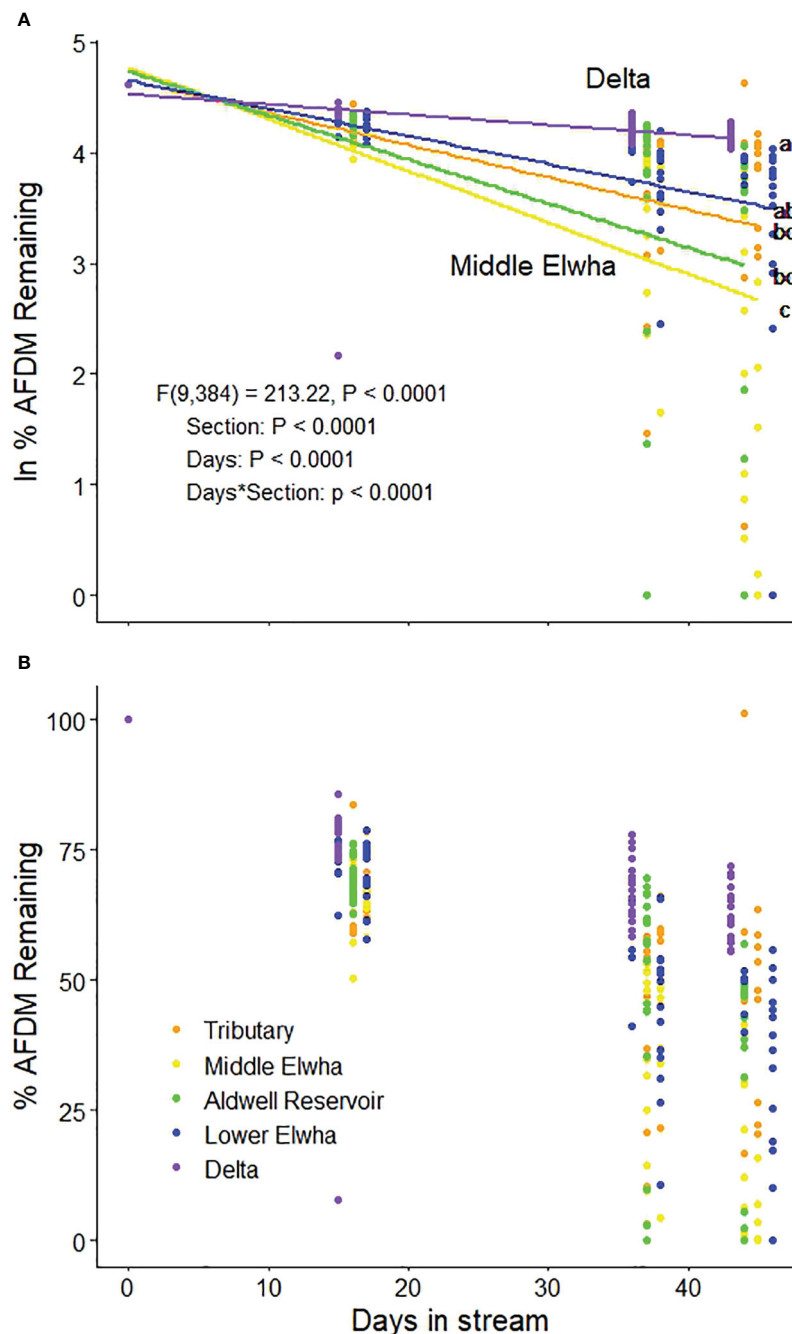 A
5
4
3
2
1
0
ln % AFDM Remaining
Delta
Middle Elwha
a
ab
bc
bc
c
F(9,384) = 213.22, P < 0.0001
Section: P < 0.0001
Days: P < 0.0001
Days*Section: p < 0.0001
B
100
75
50
25
0
% AFDM Remaining
Tributary
Middle Elwha
Aldwell Reservoir
Lower Elwha
Delta
0
10
20
30
40
Days in stream